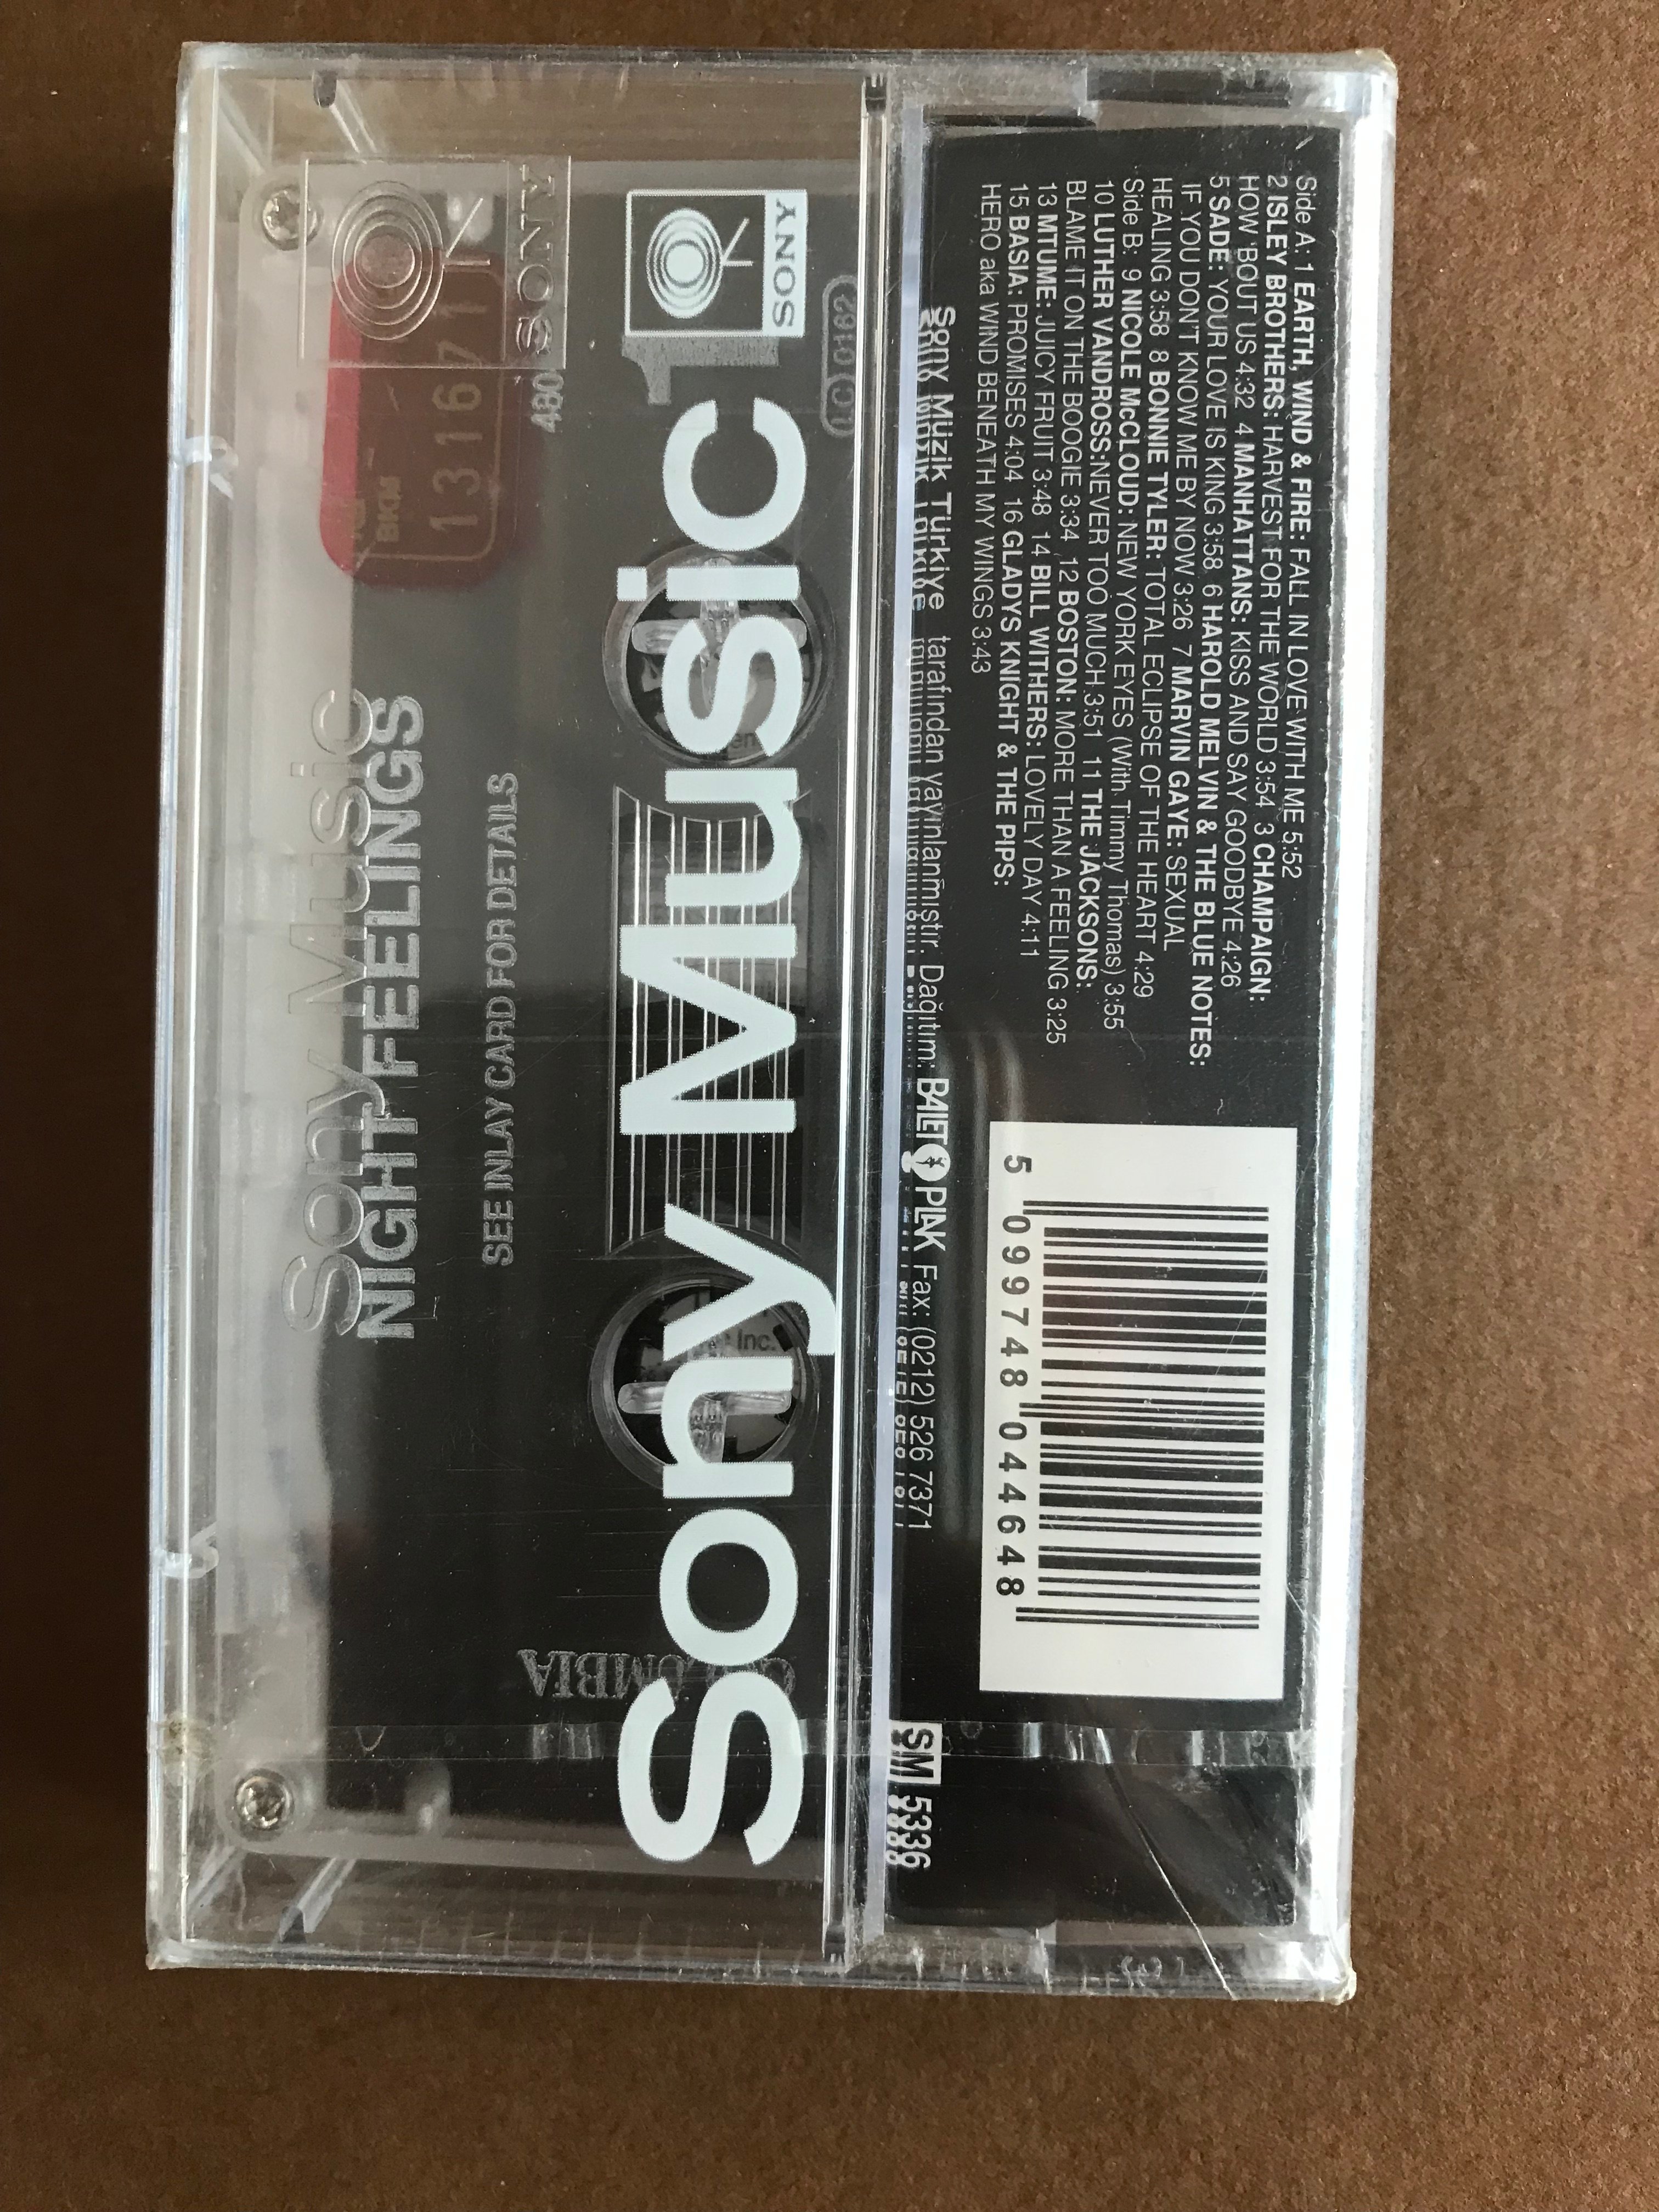 Side A: 1 EARTH, WIND & FIRE: FALL IN LOVE WITH ME 5:52
2 ISLEY BROTHERS: HARVEST FOR THE WORLD 3:54 3 CHAMPAIGN:
HOW 'BOUT US 4:32 4 MANHATTANS: KISS AND SAY GOODBYE 4:26
5 SADE: YOUR LOVE IS KING 3:58 6 HAROLD MELVIN & THE BLUE NOTES:
IF YOU DON'T KNOW ME BY NOW 3:26 7 MARVIN GAYE: SEXUAL
HEALING 3:58 8 BONNIE TYLER: TOTAL ECLIPSE OF THE HEART 4:29
Side B: 9 NICOLE McCLOUD: NEW YORK EYES (With Timmy Thomas) 3:55
10 LUTHER VANDROSS:NEVER TOO MUCH 3:51 11 THE JACKSONS:
BLAME IT ON THE BOOGIE 3:34 12 BOSTON: MORE THAN A FEELING 3:25
13 MTUME: JUICY FRUIT 3:48 14 BILL WITHERS: LOVELY DAY 4:11
15 BASIA: PROMISES 4:04 16 GLADYS KNIGHT & THE PIPS:
HERO aka WIND BENEATH MY WINGS 3:43
5 099748 044648
Sony Müzik Türkiye tarafından yayınlanmıştır. Dağıtım: BALET PLAK Fax: (0212) 526 7371
SM 5336
SONY
Sony Music
COLUMBIA
SEE INLAY CARD FOR DETAILS
NIGHT FEELINGS
SONY
Sony Music